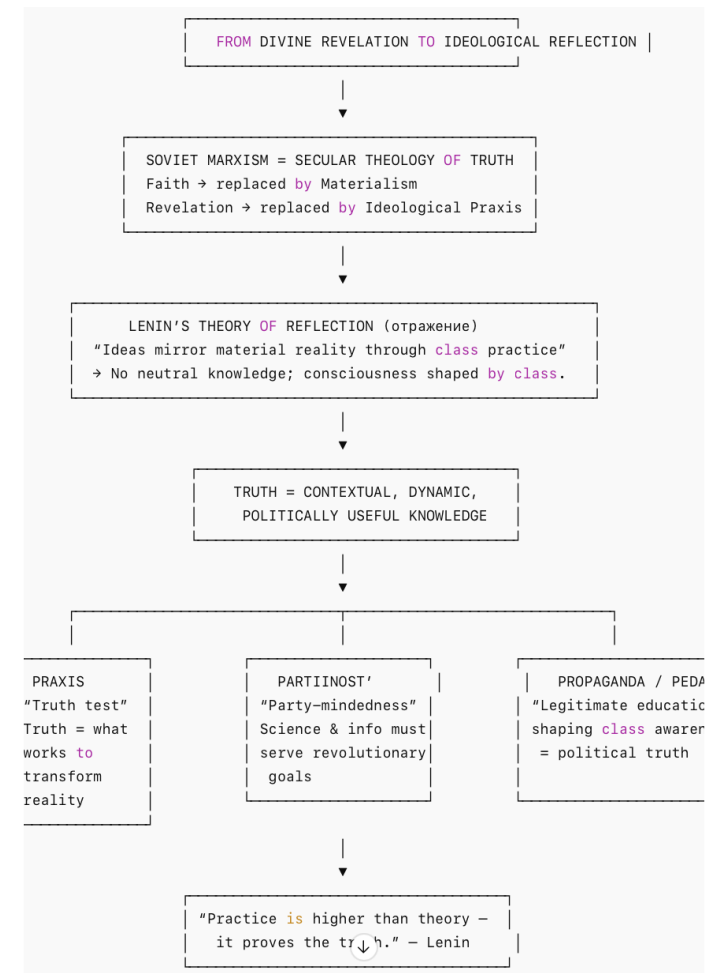 FROM DIVINE REVELATION TO IDEOLOGICAL REFLECTION
SOVIET MARXISM = SECULAR THEOLOGY OF TRUTH
Faith → replaced by Materialism
Revelation → replaced by Ideological Praxis
LENIN’S THEORY OF REFLECTION (отражение)
“Ideas mirror material reality through class practice”
→ No neutral knowledge; consciousness shaped by class.
TRUTH = CONTEXTUAL, DYNAMIC,
POLITICALLY USEFUL KNOWLEDGE
PRAXIS
“Truth test”
Truth = what
works to
transform
reality
PARTIINOST’
“Party–mindedness”
Science & info must
serve revolutionary
goals
PROPAGANDA / PEDA
“Legitimate educatio
shaping class awaren
= political truth
“Practice is higher than theory —
it proves the .” — Lenin